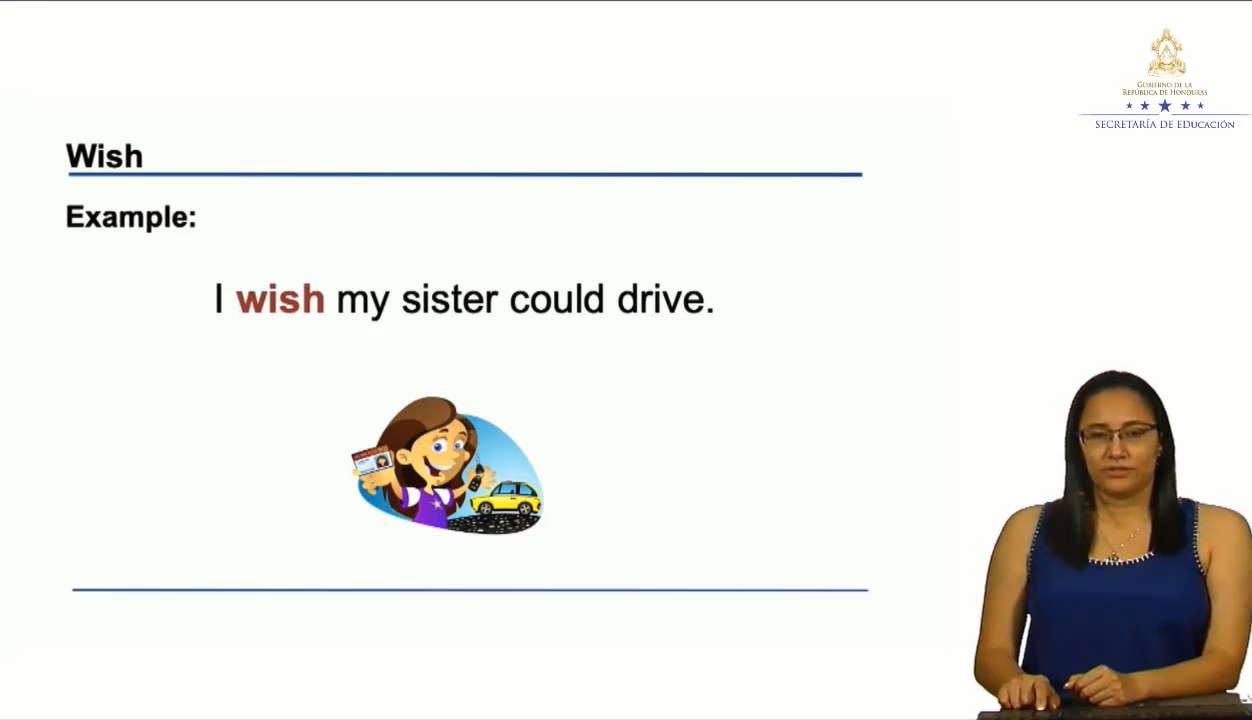 GOBIERNO DE LA
REPÚBLICA DE HONDURAS
SECRETARÍA DE EDUCACIÓN
Wish
Example:
I wish my sister could drive.